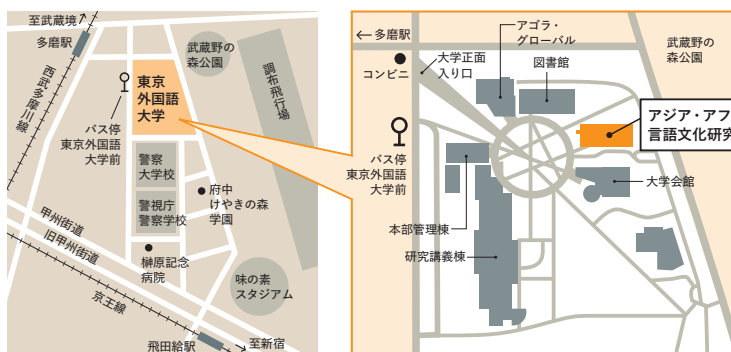 至武蔵境
多磨駅
西武多摩川線
武蔵野の
森公園
調布飛行場
東京
外国語
大学
バス停
東京外国語
大学前
警察
大学校
警視庁
警察学校
府中
けやきの森
学園
甲州街道
旧甲州街道
榊原記念
病院
味の素
スタジアム
京王線
飛田給駅
至新宿
多磨駅
コンビニ
大学正面
入り口
アゴラ・
グローバル
図書館
武蔵野の
森公園
アジア・アフ
言語文化研究
バス停
東京外国語
大学前
大学会館
本部管理棟
研究講義棟